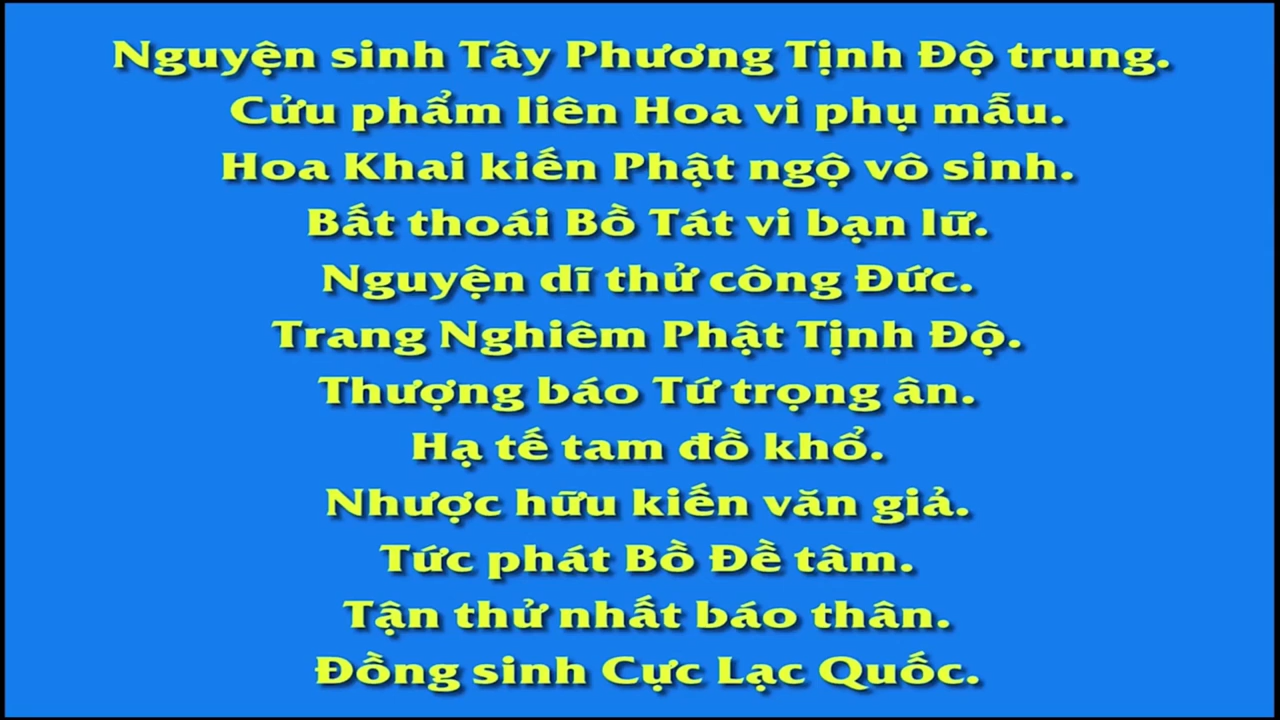 Nguyện sinh Tây Phương Tịnh Độ trung.
Cửu phẩm liên Hoa vi phụ mẫu.
Hoa Khai kiến Phật ngộ vô sinh.
Bất thoái Bồ Tát vi bạn lữ.
Nguyện dĩ thử công Đức.
Trang Nghiêm Phật Tịnh Độ.
Thượng báo Tứ trọng ân.
Hạ tế tam đồ khổ.
Nhược hữu kiến văn giả.
Tức phát Bồ Đề tâm.
Tận thử nhất báo thân.
Đồng sinh Cực Lạc Quốc.